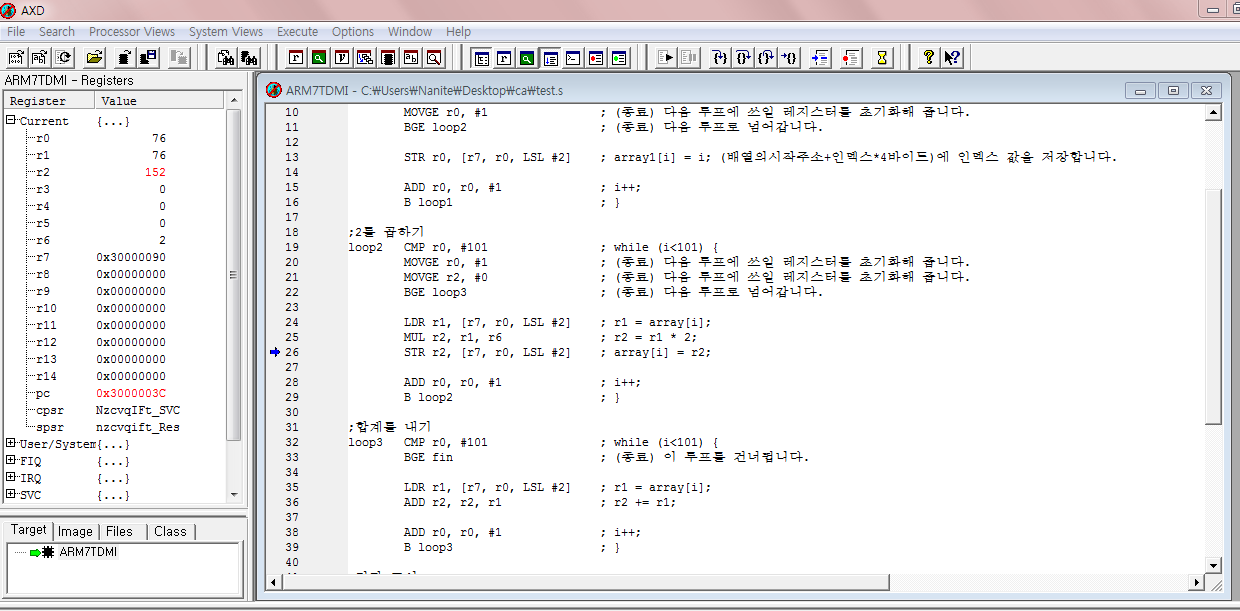 AXD
File Search Processor Views System Views Execute Options Window Help
ARM7TDMI - Registers
Register Value
Current {...}
r0 76
r1 76
r2 152
r3 0
r4 0
r5 0
r6 2
r7 0x30000090
r8 0x00000000
r9 0x00000000
r10 0x00000000
r11 0x00000000
r12 0x00000000
r13 0x00000000
r14 0x00000000
pc 0x3000003C
cpsr NzcvqIFt_SVC
spsr nzcvqift_Res
User/System {...}
FIQ {...}
IRQ {...}
SVC {...}
Target Image Files Class
ARM7TDMI
ARM7TDMI - C:₩Users₩Nanite₩Desktop₩ca₩test.s
10 MOVGE r0, #1 ; (종료) 다음 루프에 쓰일 레지스터를 초기화해 줍니다.
11 BGE loop2 ; (종료) 다음 루프로 넘어갑니다.
12
13 STR r0, [r7, r0, LSL #2] ; array1[i] = i; (배열의시작주소+인덱스*4바이트)에 인덱스 값을 저장합니다.
14
15 ADD r0, r0, #1 ; i++;
16 B loop1 ; }
17
18 ;2를 곱하기
19 loop2 CMP r0, #101 ; while (i<101) {
20 MOVGE r0, #1 ; (종료) 다음 루프에 쓰일 레지스터를 초기화해 줍니다.
21 MOVGE r2, #0 ; (종료) 다음 루프에 쓰일 레지스터를 초기화해 줍니다.
22 BGE loop3 ; (종료) 다음 루프로 넘어갑니다.
23
24 LDR r1, [r7, r0, LSL #2] ; r1 = array[i];
25 MUL r2, r1, r6 ; r2 = r1 * 2;
26 STR r2, [r7, r0, LSL #2] ; array[i] = r2;
27
28 ADD r0, r0, #1 ; i++;
29 B loop2 ; }
30
31 ;합계를 내기
32 loop3 CMP r0, #101 ; while (i<101) {
33 BGE fin ; (종료) 이 루프를 건너뜁니다.
34
35 LDR r1, [r7, r0, LSL #2] ; r1 = array[i];
36 ADD r2, r2, r1 ; r2 += r1;
37
38 ADD r0, r0, #1 ; i++;
39 B loop3 ; }
40